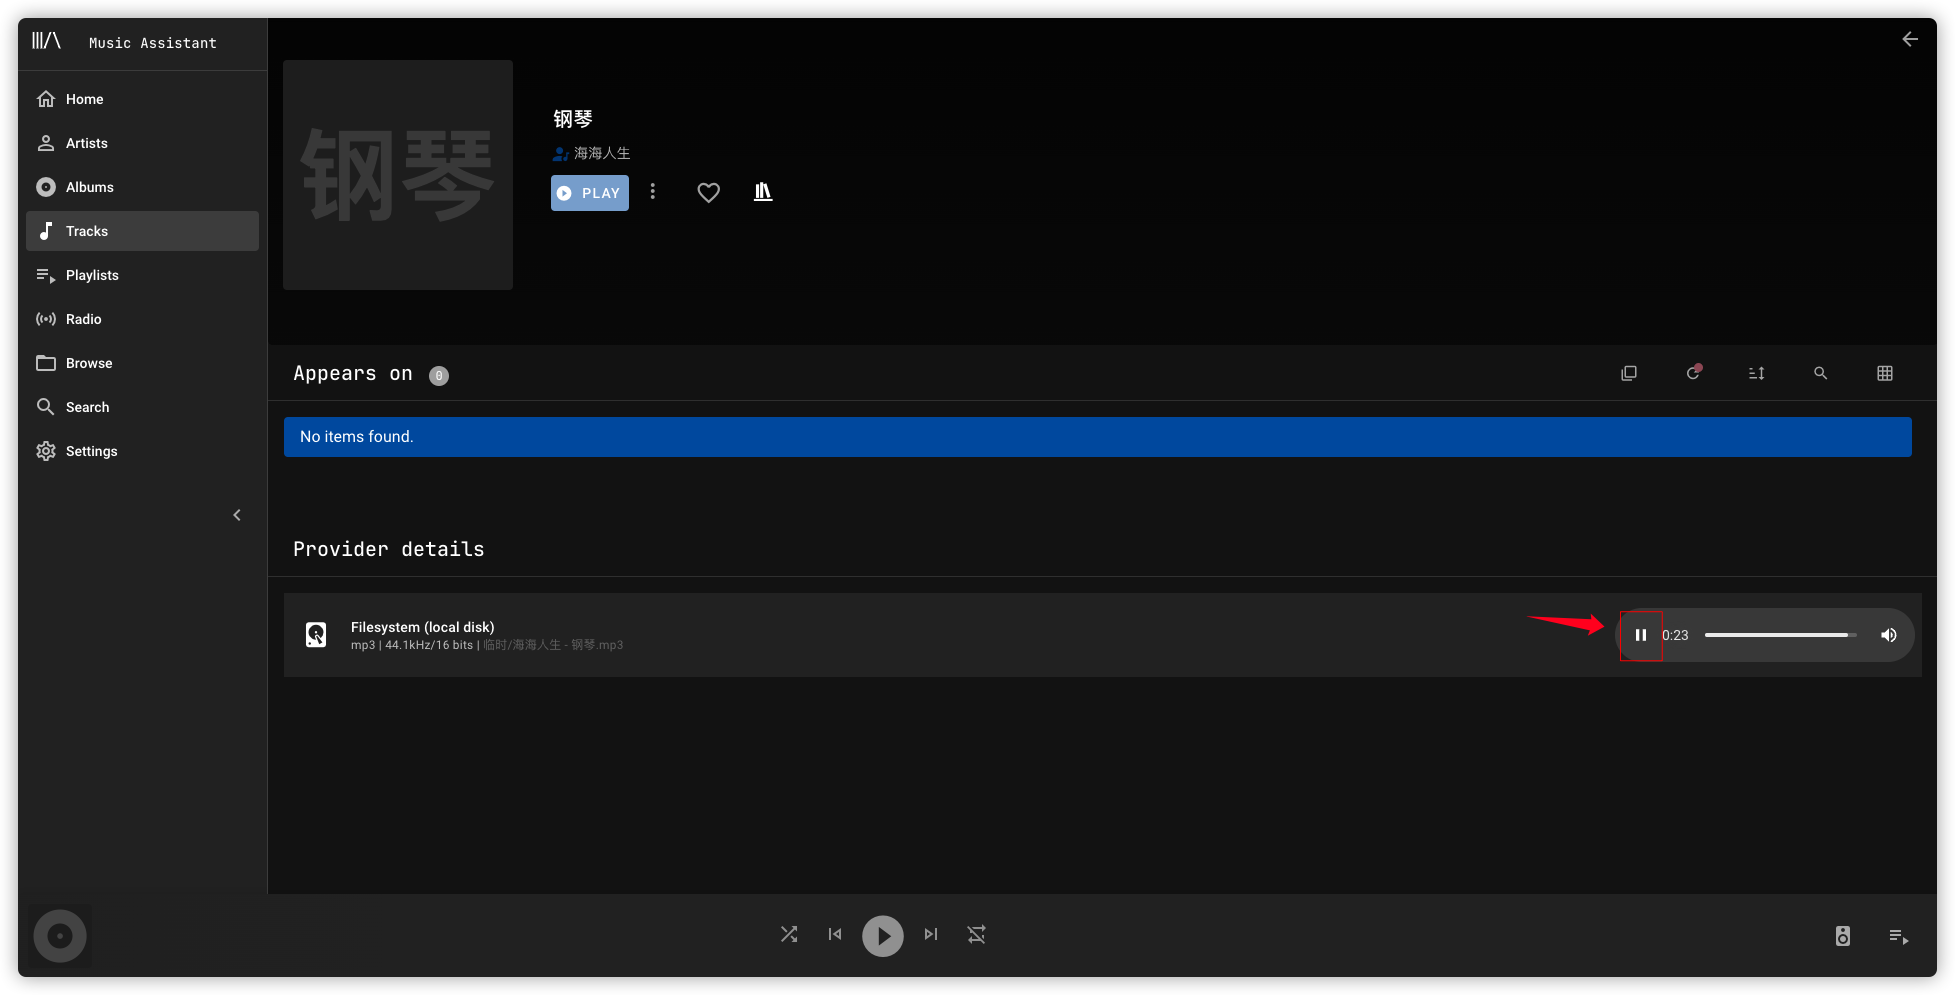 Music Assistant
Home
Artists
Albums
Tracks
Playlists
Radio
Browse
Search
Settings
钢琴
钢琴
海海人生
PLAY
Appears on 0
No items found.
Provider details
Filesystem (local disk)
mp3 | 44.1kHz/16 bits | 临时/海海人生 - 钢琴.mp3
0:23